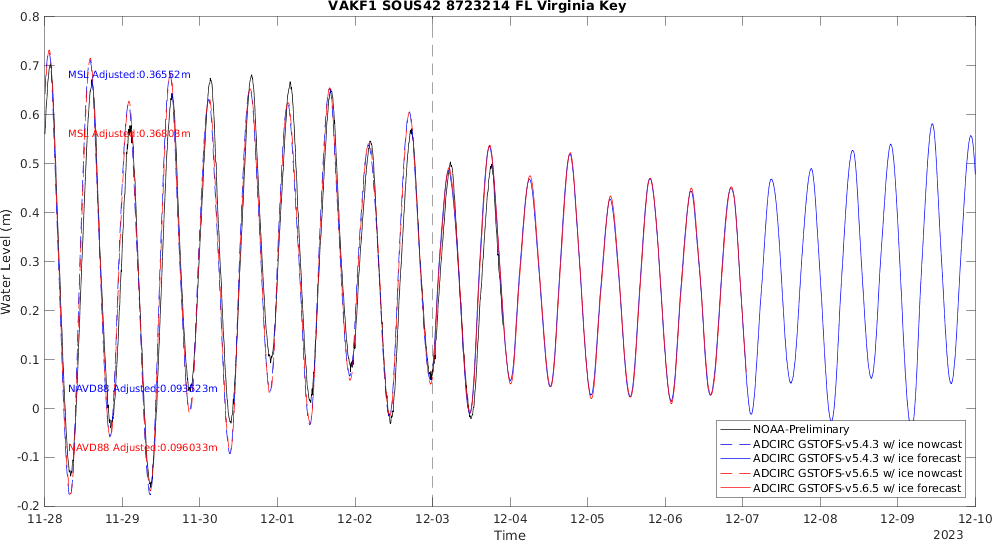 VAKF1 SOUS42 8723214 FL Virginia Key
0.8
0.7
0.6
0.5
0.4
0.3
0.2
0.1
0
-0.1
-0.2
Water Level (m)
MSL Adjusted:0.36552m
MSL Adjusted:0.36803m
NAVD88 Adjusted:0.093523m
NAVD88 Adjusted:0.096033m
NOAA-Preliminary
ADCIRC GSTOFS-v5.4.3 w/ ice nowcast
ADCIRC GSTOFS-v5.4.3 w/ ice forecast
ADCIRC GSTOFS-v5.6.5 w/ ice nowcast
ADCIRC GSTOFS-v5.6.5 w/ ice forecast
11-28 11-29 11-30 12-01 12-02 12-03 12-04 12-05 12-06 12-07 12-08 12-09 12-10
Time
2023